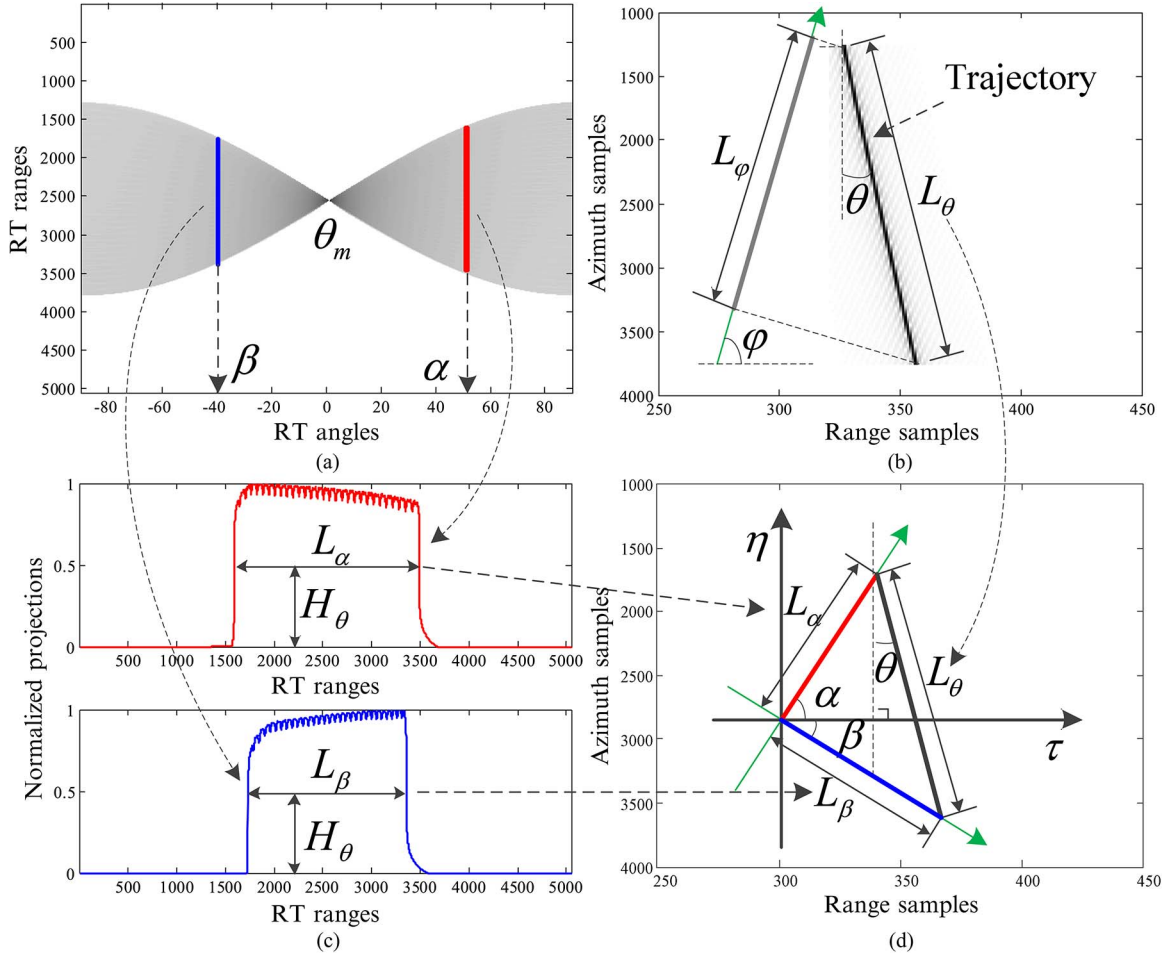 0
500
1000
1500
2000
2500
3000
3500
4000
4500
5000
RT ranges
θm
β
α
-80 -60 -40 -20 0 20 40 60 80
RT angles
(a)
1000
1500
2000
2500
3000
3500
4000
Azimuth samples
Trajectory
Lφ
θ
Lθ
φ
250 300 350 400 450
Range samples
(b)
Normalized projections
1
0.5
0
Lα
Hθ
500 1000 1500 2000 2500 3000 3500 4000 4500 5000
RT ranges
1
0.5
0
Lβ
Hθ
500 1000 1500 2000 2500 3000 3500 4000 4500 5000
RT ranges
(c)
1000
1500
2000
2500
3000
3500
4000
Azimuth samples
η
Lα
θ
Lθ
α
β
τ
Lβ
250 300 350 400 450
Range samples
(d)